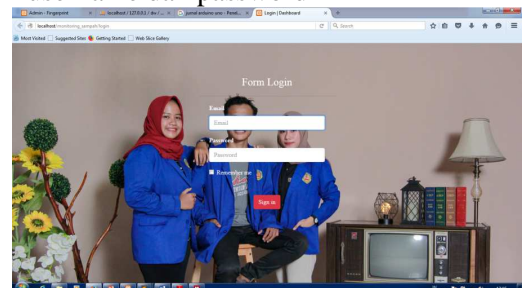 Admin - Fingerprint
localhost / 127.0.0.1 / db /
jurnal antunno uno - Penel...
Login | Dashboard
localhost/monitoring_sampah/login
Search
Most Visited
Suggested Sites
Getting Started
Web Slice Gallery
Form Login
Email
Email
Password
Password
Remember me
Sign in